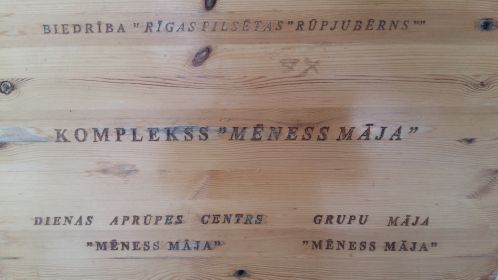 BIEDRĪBA "RĪGAS PILSĒTAS "RŪPJUBĒRNS""
KOMPLEKSS "MĒNESS MĀJA"
DIENAS APRŪPES CENTRS GRUPU MĀJA
"MĒNESS MĀJA" "MĒNESS MĀJA"